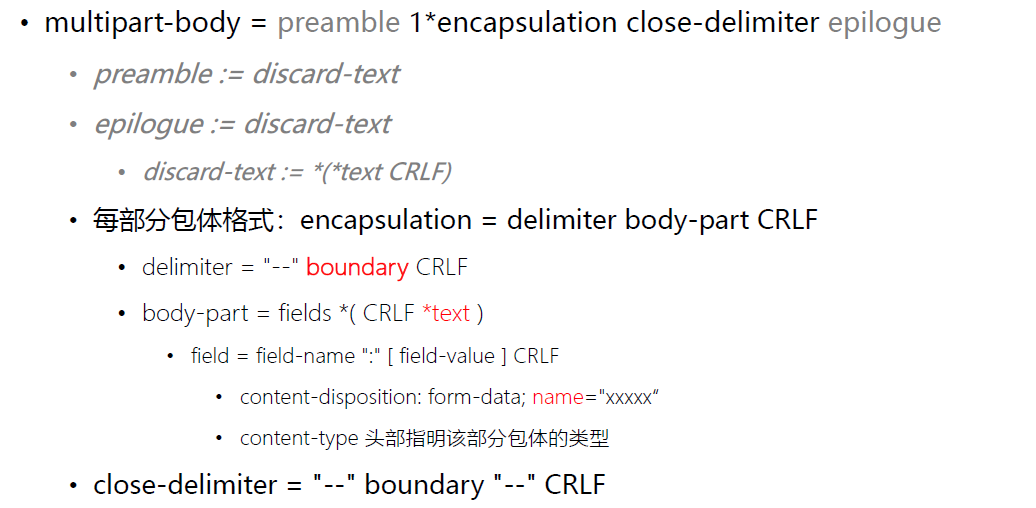 • multipart-body = preamble 1*encapsulation close-delimiter epilogue
• preamble := discard-text
• epilogue := discard-text
• discard-text := *(*text CRLF)
• 每部分包体格式：encapsulation = delimiter body-part CRLF
• delimiter = "--" boundary CRLF
• body-part = fields *( CRLF *text )
• field = field-name ":" [ field-value ] CRLF
• content-disposition: form-data; name="xxxxx“
• content-type 头部指明该部分包体的类型
• close-delimiter = "--" boundary "--" CRLF